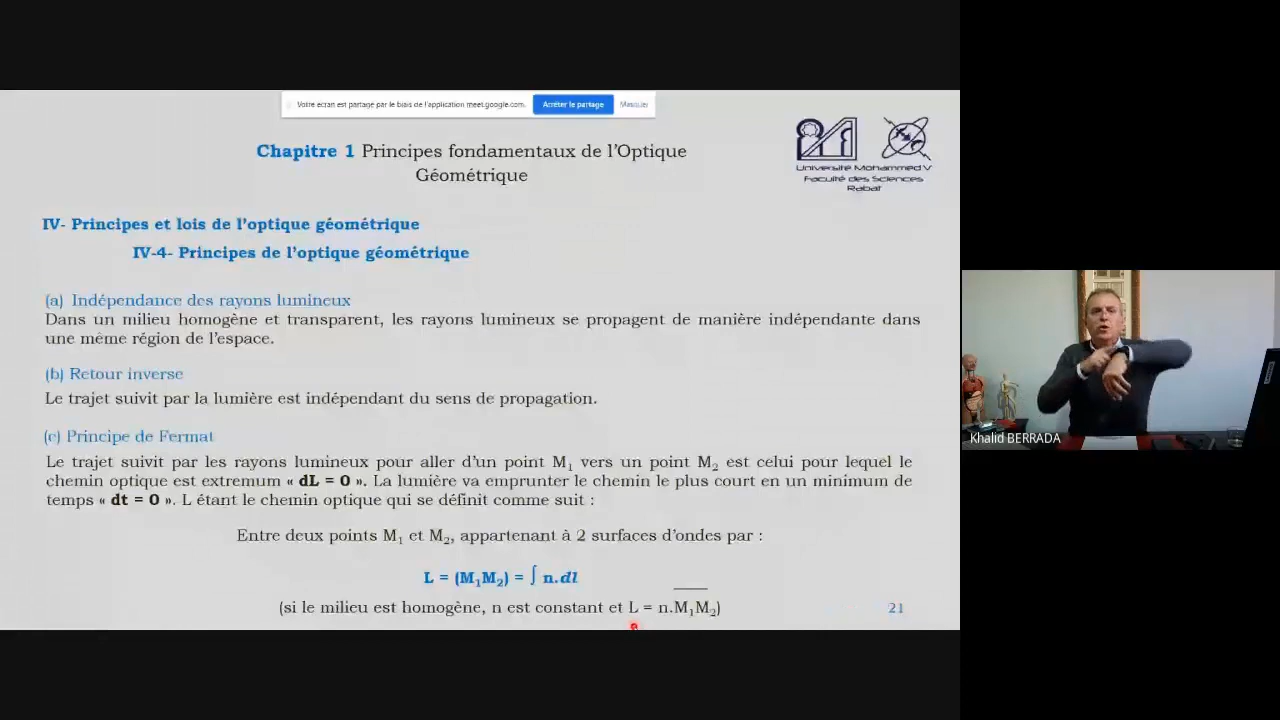 Votre écran est partagé par le biais de l'application meet.google.com. Arrêter le partage Masquer
Chapitre 1 Principes fondamentaux de l'Optique
Géométrique
Université Mohammed V
Faculté des Sciences
Rabat
IV- Principes et lois de l'optique géométrique
IV-4- Principes de l'optique géométrique
(a) Indépendance des rayons lumineux
Dans un milieu homogène et transparent, les rayons lumineux se propagent de manière indépendante dans
une même région de l'espace.
(b) Retour inverse
Le trajet suivit par la lumière est indépendant du sens de propagation.
(c) Principe de Fermat
Le trajet suivit par les rayons lumineux pour aller d'un point M₁ vers un point M₂ est celui pour lequel le
chemin optique est extremum « dL = 0 ». La lumière va emprunter le chemin le plus court en un minimum de
temps « dt = 0 ». L étant le chemin optique qui se définit comme suit :
Entre deux points M₁ et M₂, appartenant à 2 surfaces d'ondes par :
L = (M₁M₂) = ∫ n.dl
(si le milieu est homogène, n est constant et L = n.M̅₁M̅₂)
21
Khalid BERRADA